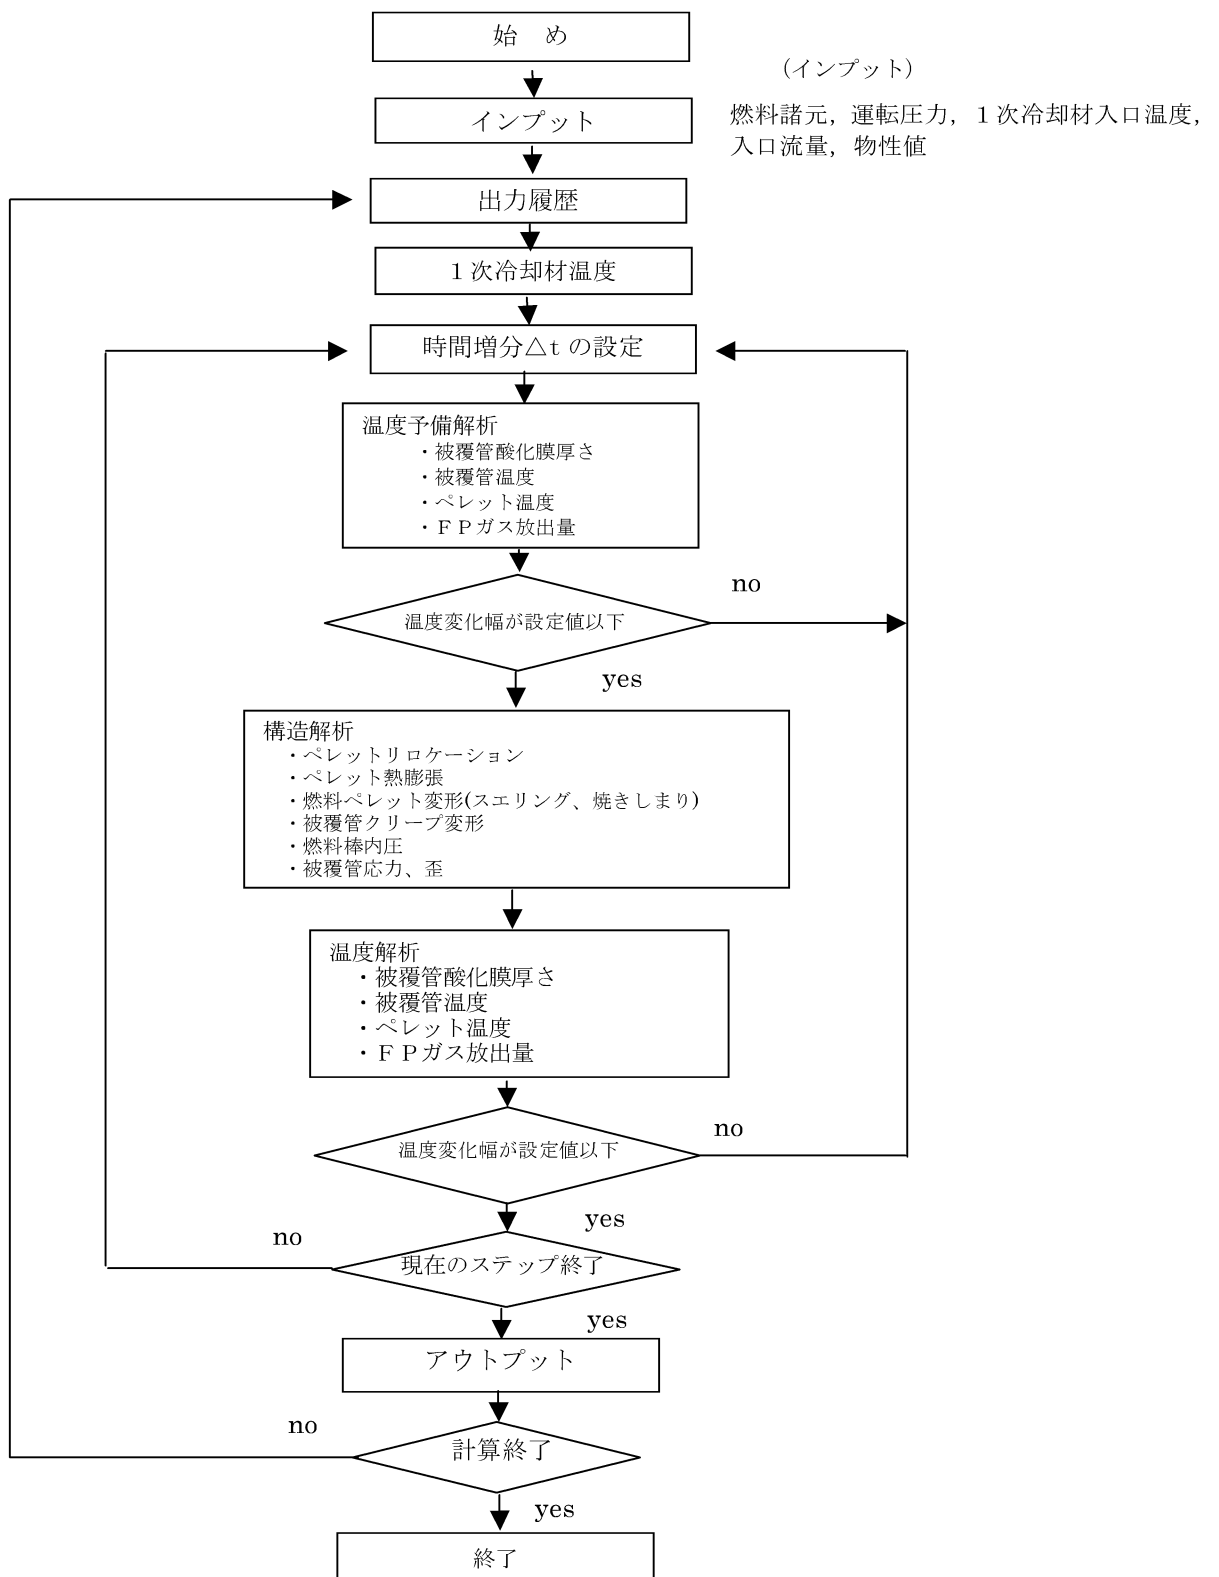 始　め
（インプット）
インプット
燃料諸元，運転圧力，１次冷却材入口温度，
入口流量，物性値
出力履歴
１次冷却材温度
時間増分△t の設定
温度予備解析
・被覆管酸化膜厚さ
・被覆管温度
・ペレット温度
・ＦＰガス放出量
no
温度変化幅が設定値以下
yes
構造解析
・ペレットリロケーション
・ペレット熱膨張
・燃料ペレット変形(スエリング、焼きしまり)
・被覆管クリープ変形
・燃料棒内圧
・被覆管応力、歪
温度解析
・被覆管酸化膜厚さ
・被覆管温度
・ペレット温度
・ＦＰガス放出量
no
温度変化幅が設定値以下
yes
no
現在のステップ終了
yes
アウトプット
no
計算終了
yes
終了